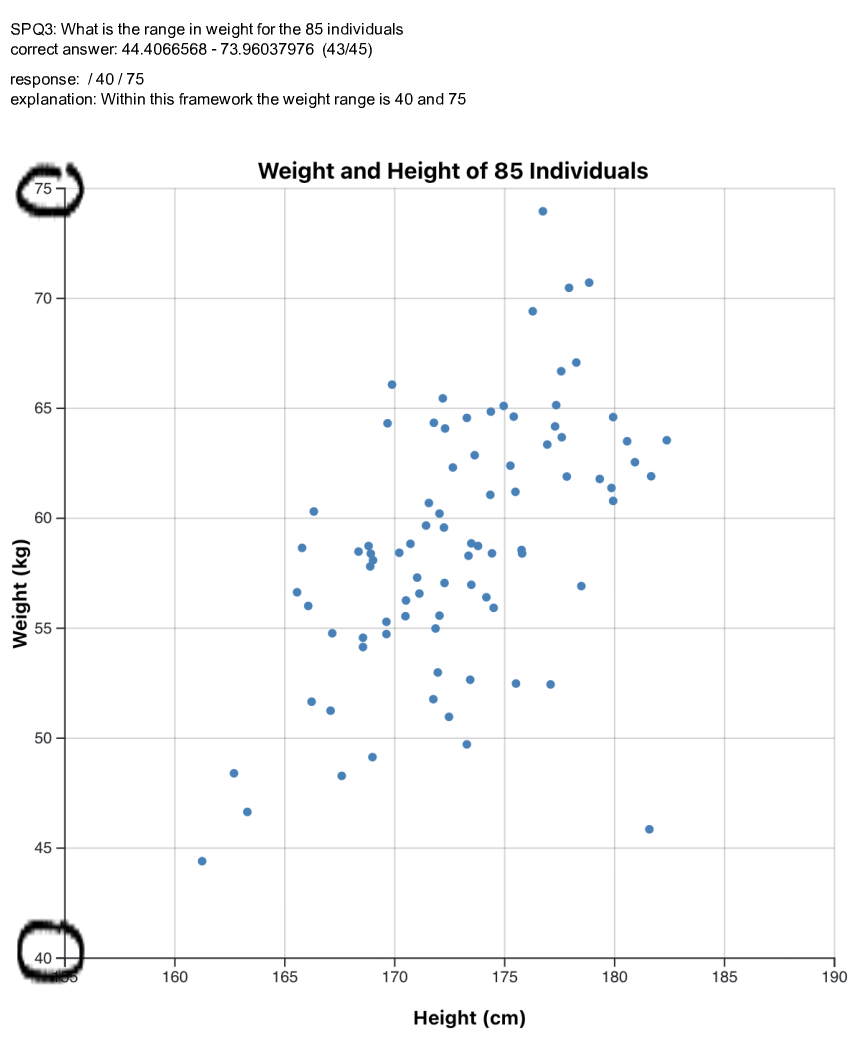 SPQ3: What is the range in weight for the 85 individuals
correct answer: 44.4066568 - 73.96037976  (43/45)
response:  / 40 / 75
explanation: Within this framework the weight range is 40 and 75
Weight and Height of 85 Individuals
75
70
65
60
55
50
45
40
Weight (kg)
155 160 165 170 175 180 185 190
Height (cm)